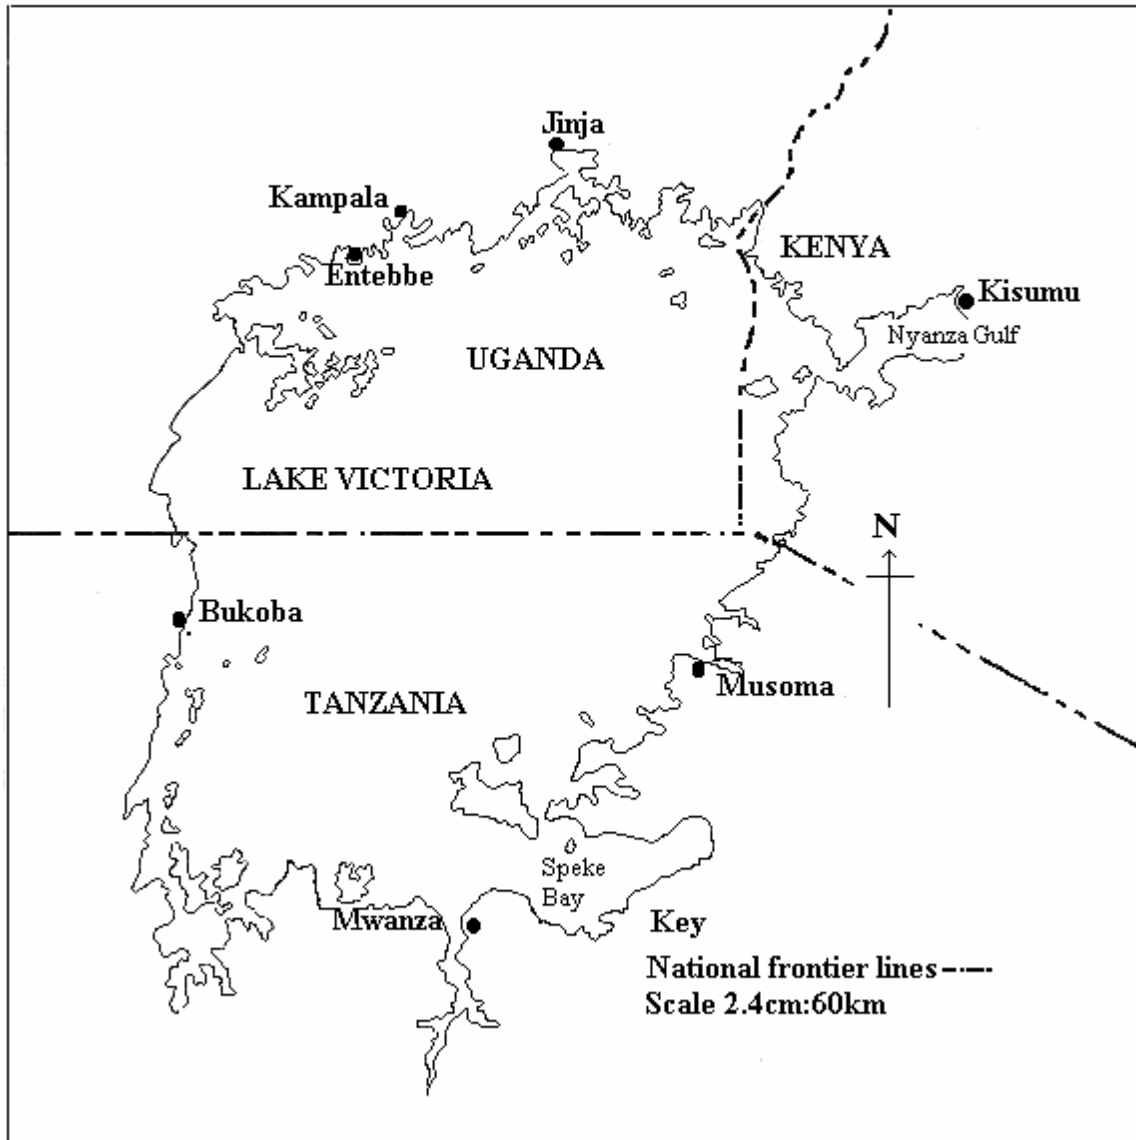 Jinja
Kampala
Entebbe
KENYA
Kisumu
Nyanza Gulf
UGANDA
LAKE VICTORIA
N
Bukoba
Musoma
TANZANIA
Speke
Bay
Mwanza
Key
National frontier lines
Scale 2.4cm:60km